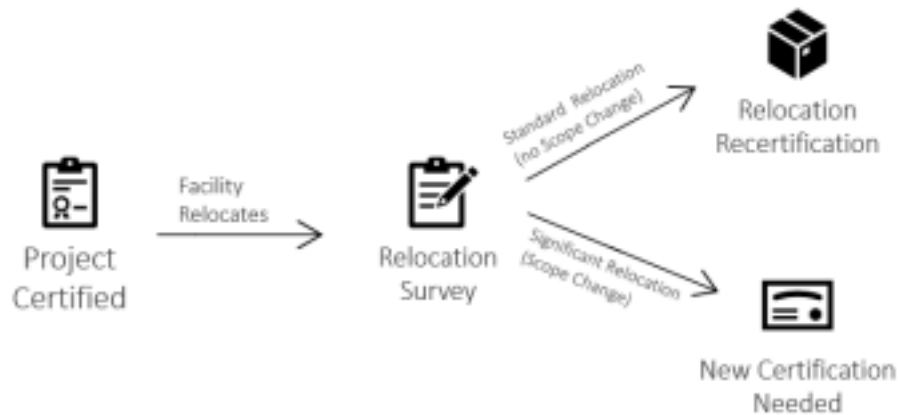 Project
Certified
Facility
Relocates
Relocation
Survey
Standard Relocation
(no Scope Change)
Relocation
Recertification
Significant Relocation
(Scope Change)
New Certification
Needed